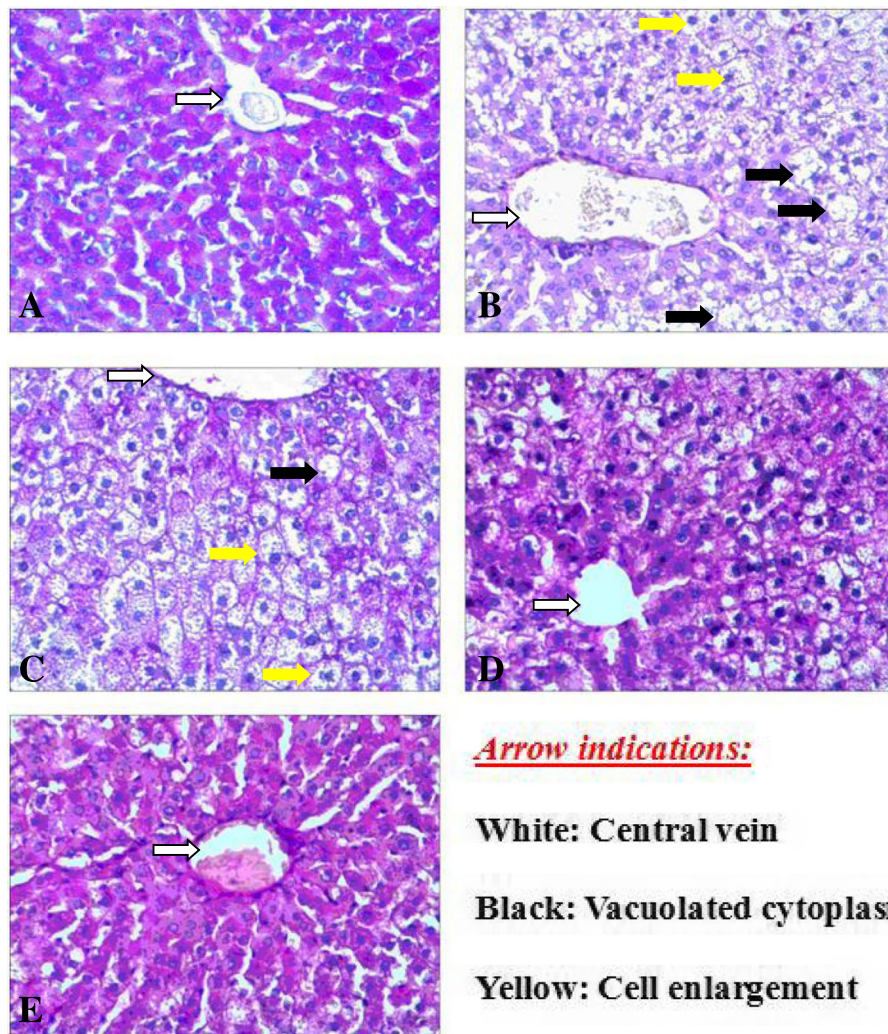 A
B
C
D
E
Arrow indications:
White: Central vein
Black: Vacuolated cytoplas
Yellow: Cell enlargement